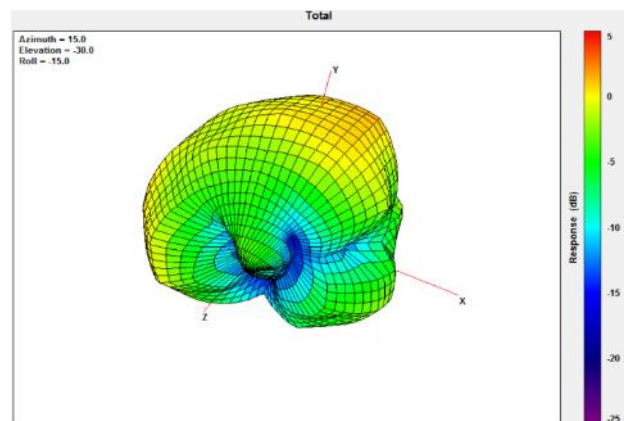 Total
Azimuth = 15.0
Elevation = -30.0
Roll = -15.0
Y
X
Z
5
0
-5
-10
-15
-20
-25
Response (dB)